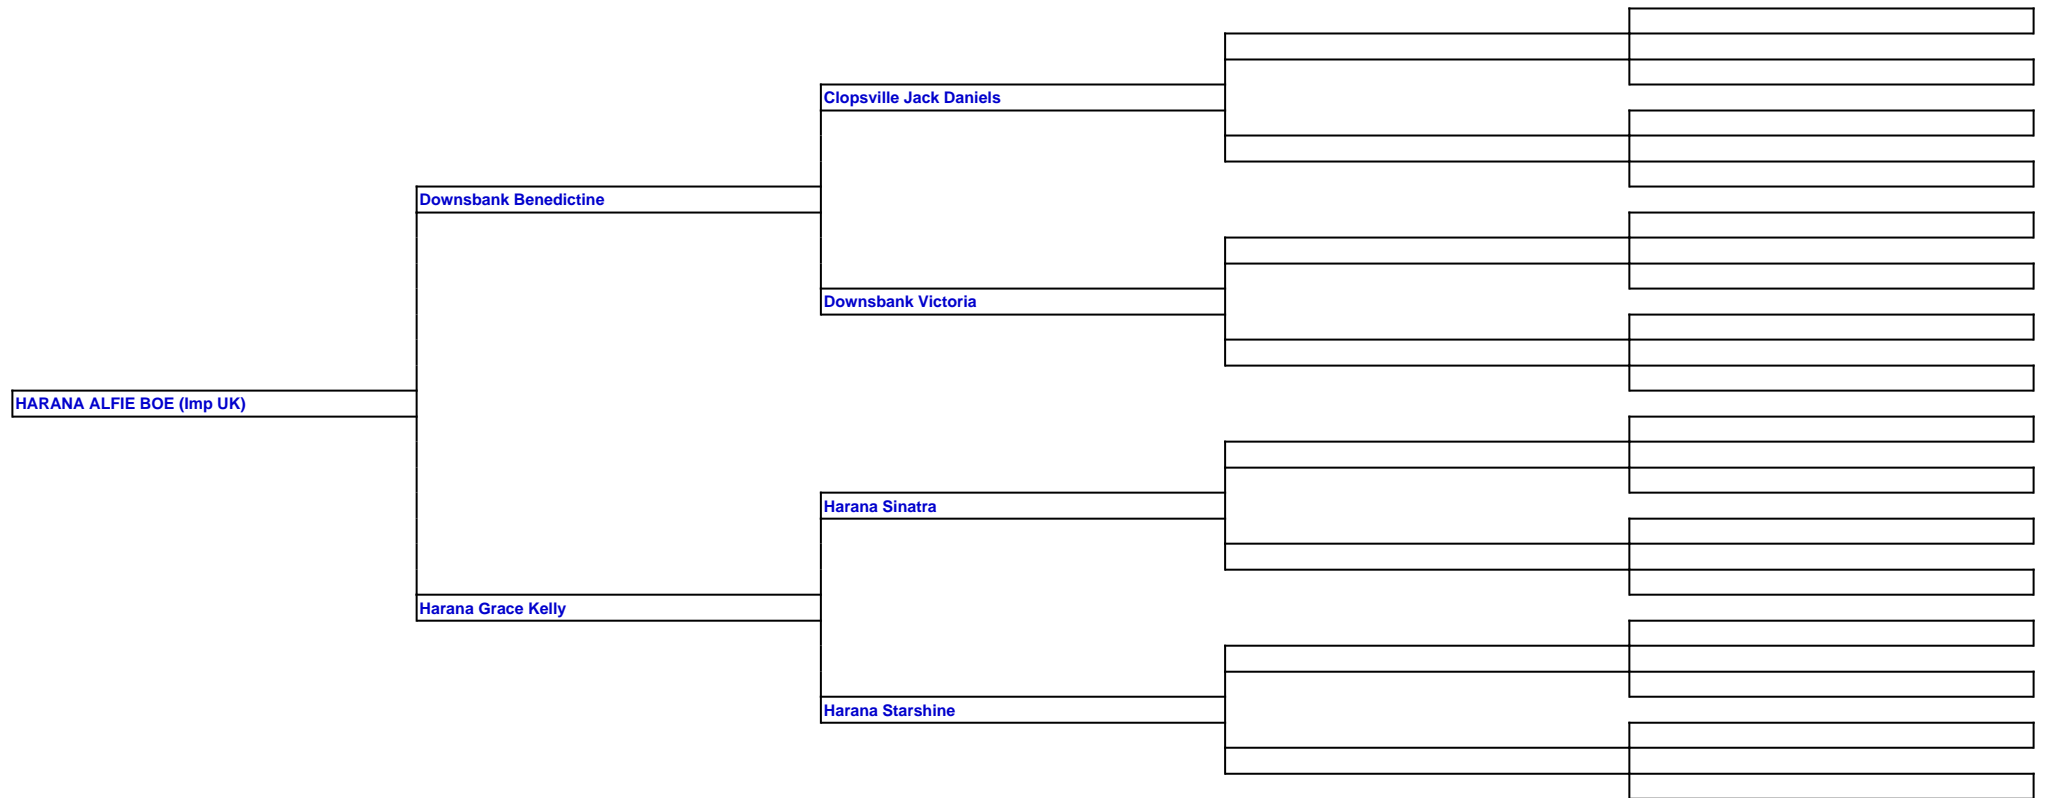 Clopsville Jack Daniels
Downsbank Benedictine
Downsbank Victoria
HARANA ALFIE BOE (Imp UK)
Harana Sinatra
Harana Grace Kelly
Harana Starshine